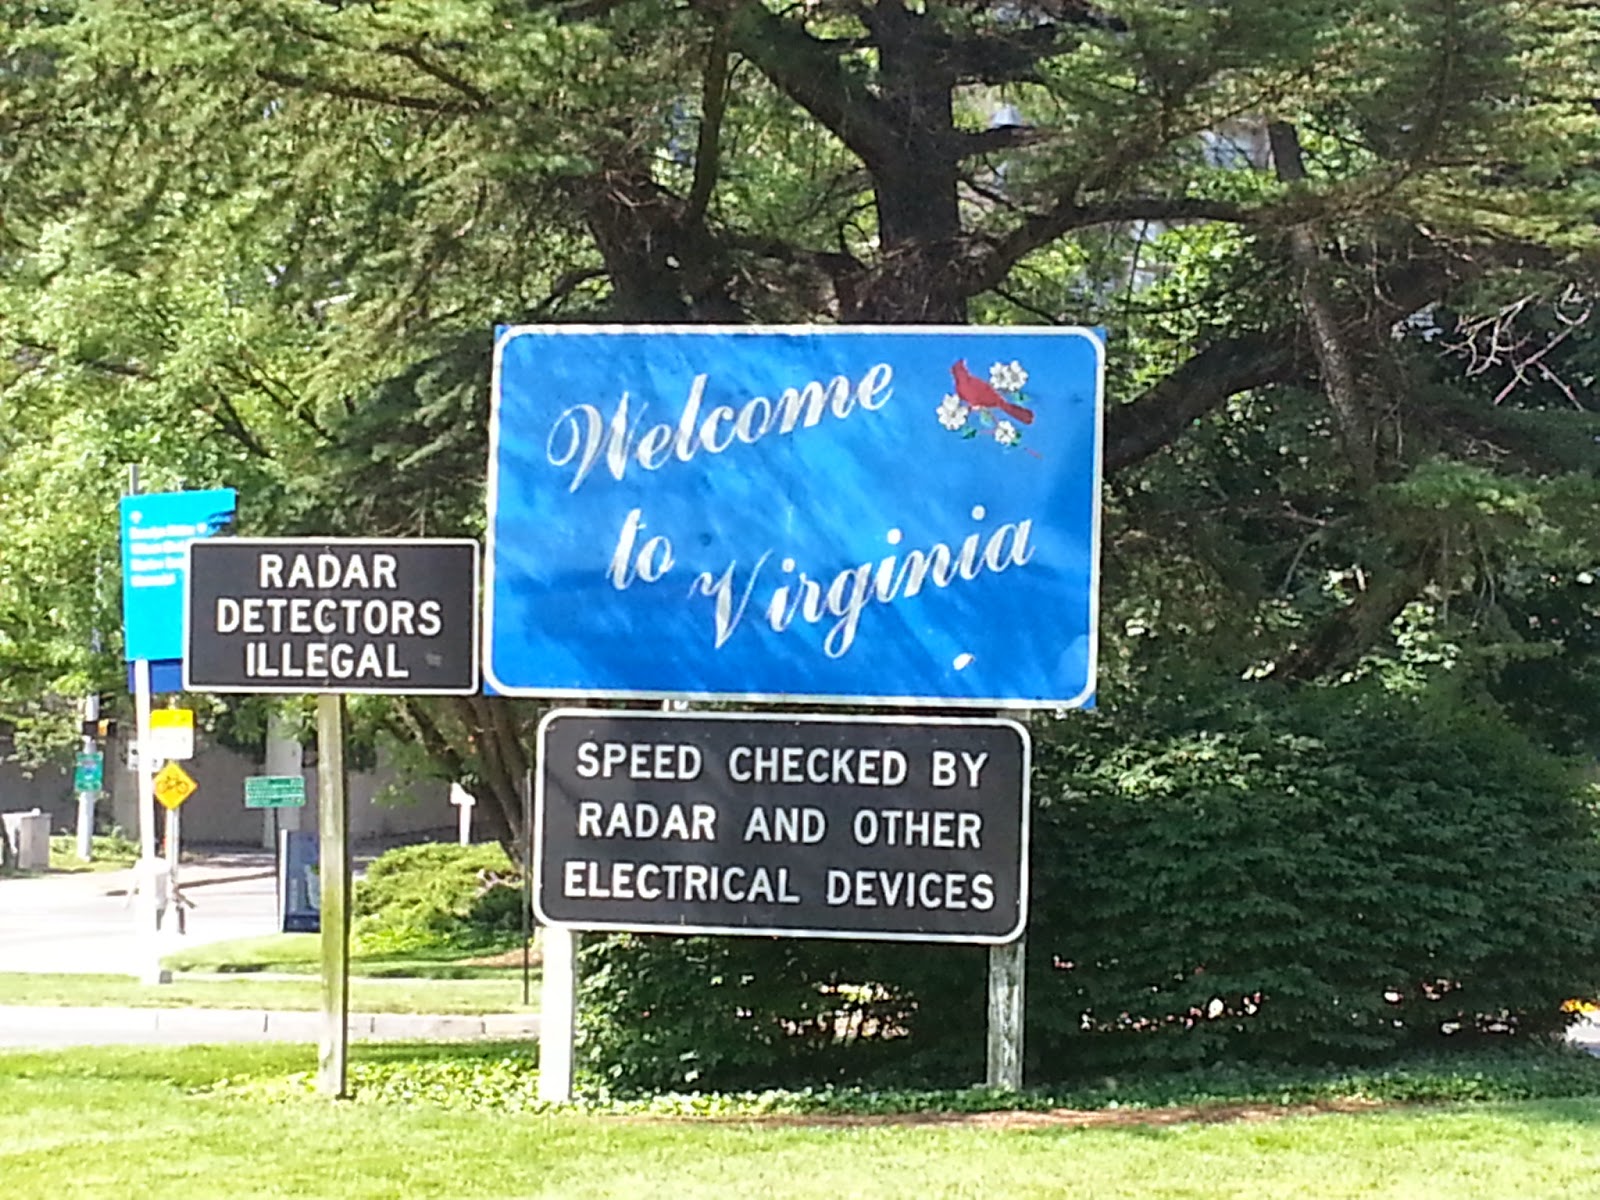 Welcome
to Virginia
RADAR
DETECTORS
ILLEGAL
SPEED CHECKED BY
RADAR AND OTHER
ELECTRICAL DEVICES